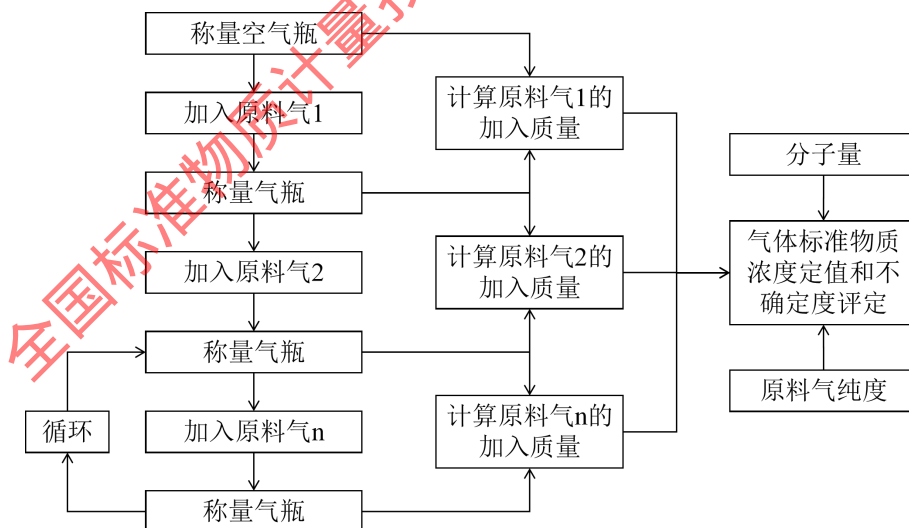 称量空气瓶
加入原料气1
称量气瓶
加入原料气2
称量气瓶
循环
加入原料气n
称量气瓶
计算原料气1的
加入质量
计算原料气2的
加入质量
计算原料气n的
加入质量
分子量
气体标准物质
浓度定值和不
确定度评定
原料气纯度
全国标准物质计量